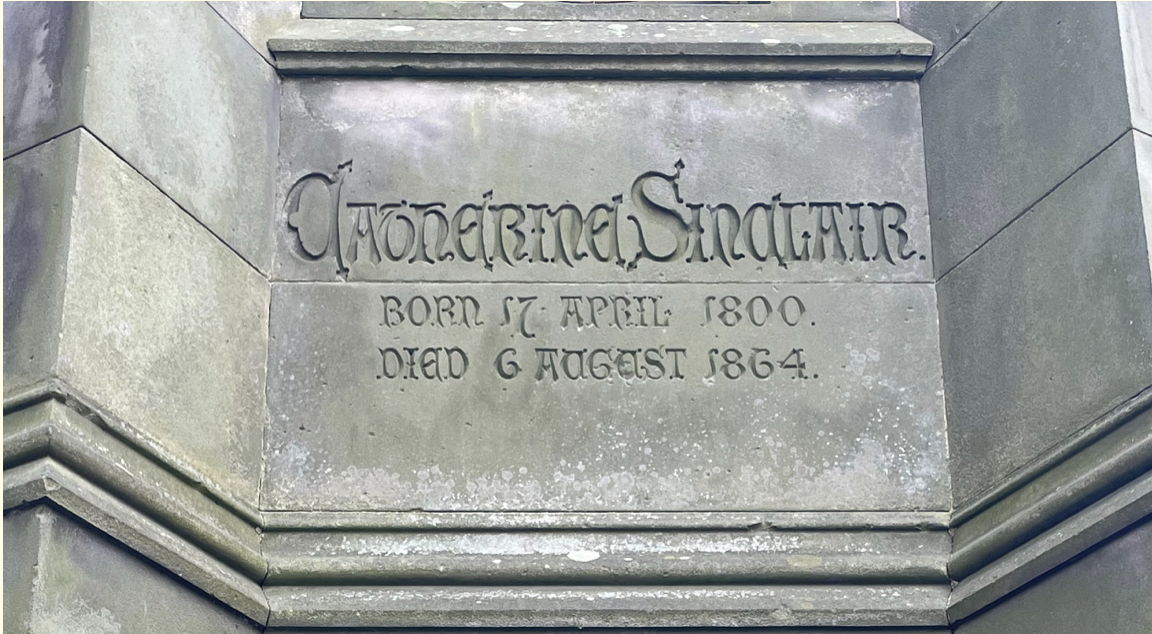 CATHERINE SINCLAIR.
BORN 17 APRIL 1800.
DIED 6 AUGUST 1864.